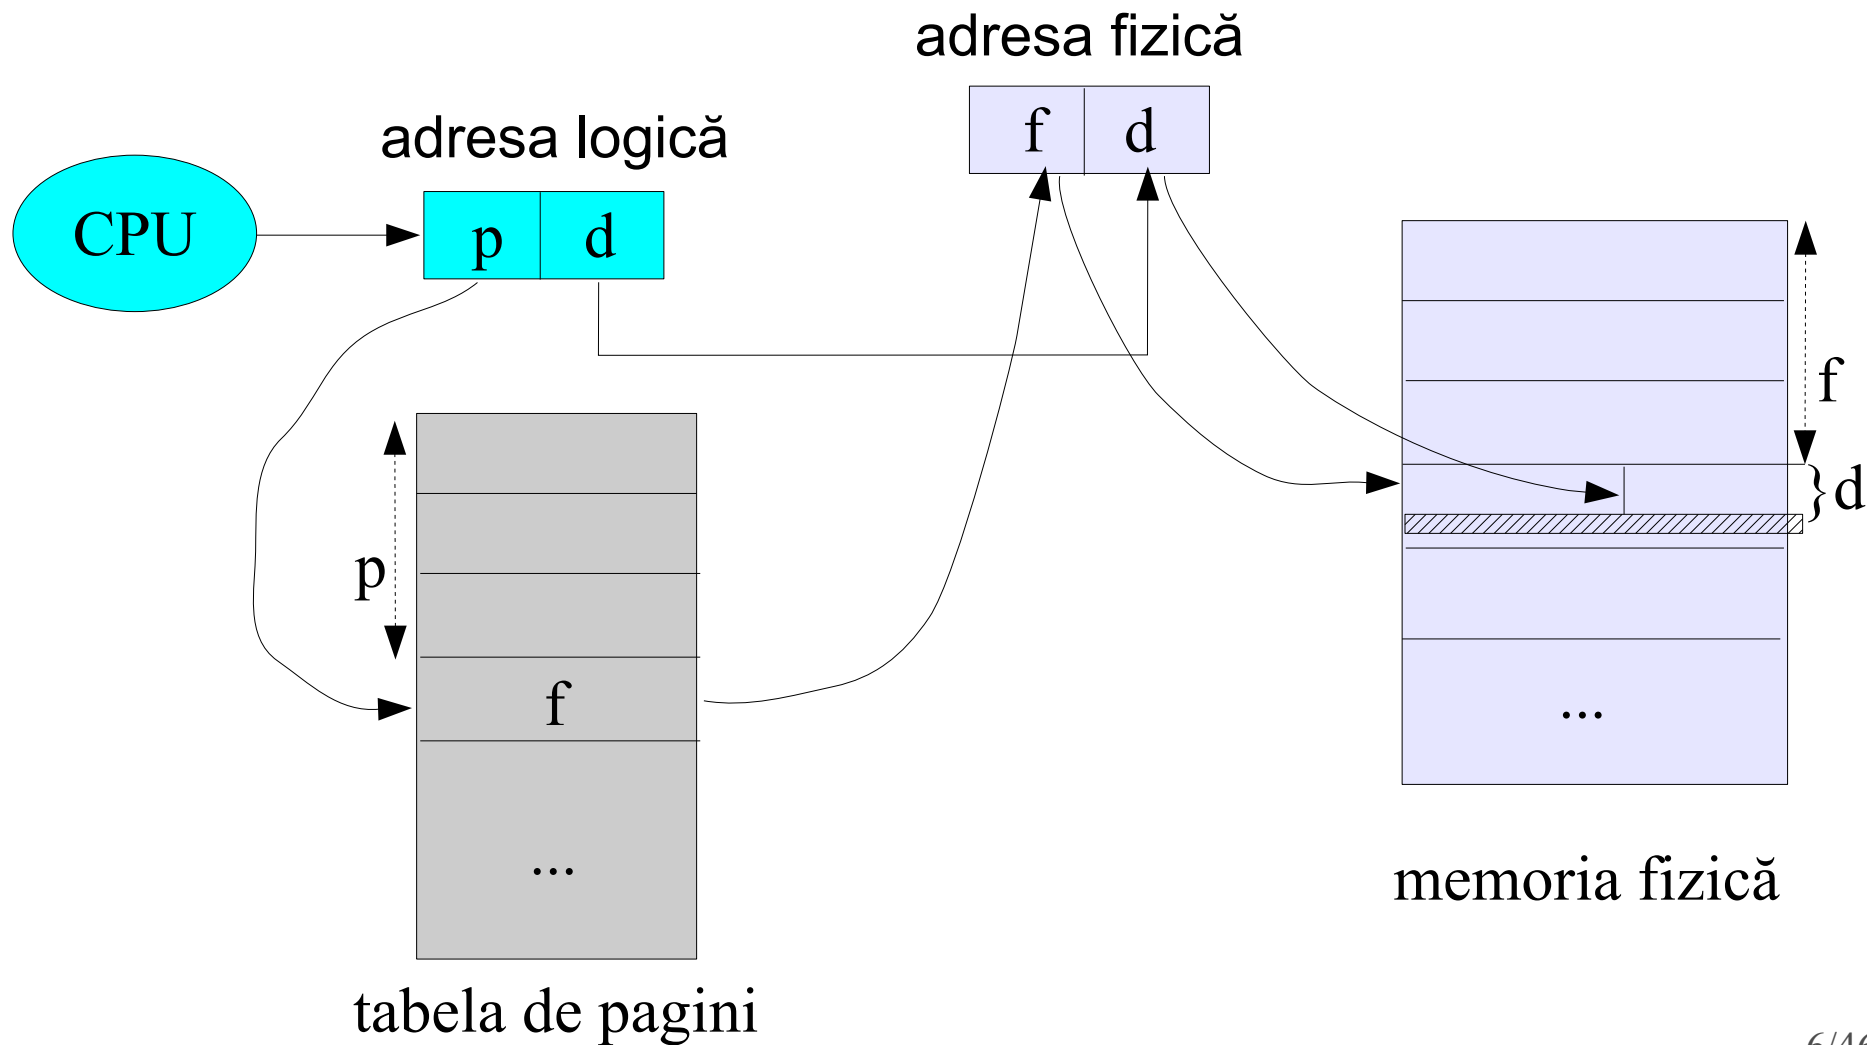 adresa fizică
f d
adresa logică
CPU
p d
f
d
p
f
...
...
memoria fizică
tabela de pagini